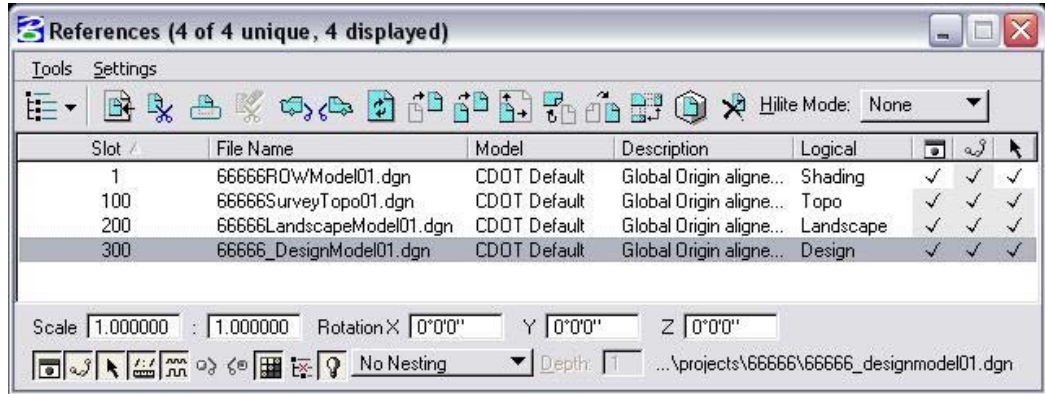 References (4 of 4 unique, 4 displayed)
Tools Settings
Hilite Mode: None
Slot File Name Model Description Logical
1 66666ROWModel01.dgn CDOT Default Global Origin aligne... Shading
100 66666SurveyTopo01.dgn CDOT Default Global Origin aligne... Topo
200 66666LandscapeModel01.dgn CDOT Default Global Origin aligne... Landscape
300 66666_DesignModel01.dgn CDOT Default Global Origin aligne... Design
Scale 1.000000 : 1.000000 Rotation X 0°0'0" Y 0°0'0" Z 0°0'0"
No Nesting Depth: 1 ...\projects\66666\66666_designmodel01.dgn